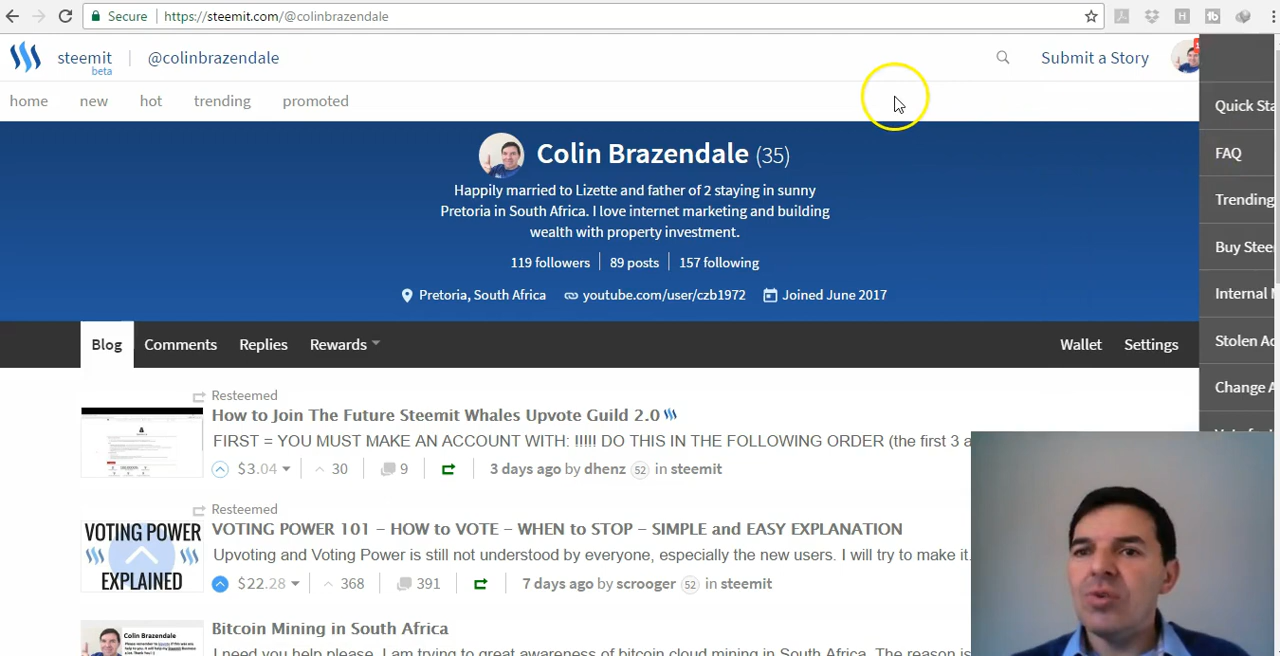 Secure https://steemit.com/@colinbrazendale
steemit beta @colinbrazendale Submit a Story
home new hot trending promoted
Quick Sta
FAQ
Trending
Buy Stee
Internal
Stolen Ac
Change A
Colin Brazendale (35)
Happily married to Lizette and father of 2 staying in sunny
Pretoria in South Africa. I love internet marketing and building
wealth with property investment.
119 followers 89 posts 157 following
Pretoria, South Africa youtube.com/user/czb1972 Joined June 2017
Blog Comments Replies Rewards Wallet Settings
Resteemed
How to Join The Future Steemit Whales Upvote Guild 2.0
FIRST = YOU MUST MAKE AN ACCOUNT WITH: !!!!! DO THIS IN THE FOLLOWING ORDER (the first 3 a
$3.04 30 9 3 days ago by dhenz 52 in steemit
Resteemed
VOTING POWER
EXPLAINED
VOTING POWER 101 – HOW to VOTE – WHEN to STOP – SIMPLE and EASY EXPLANATION
Upvoting and Voting Power is still not understood by everyone, especially the new users. I will try to make it.
$22.28 368 391 7 days ago by scrooger 52 in steemit
Colin Brazendale
Bitcoin Mining in South Africa
I need you help please. I am trying to great awareness of bitcoin cloud mining in South Africa. The reason is